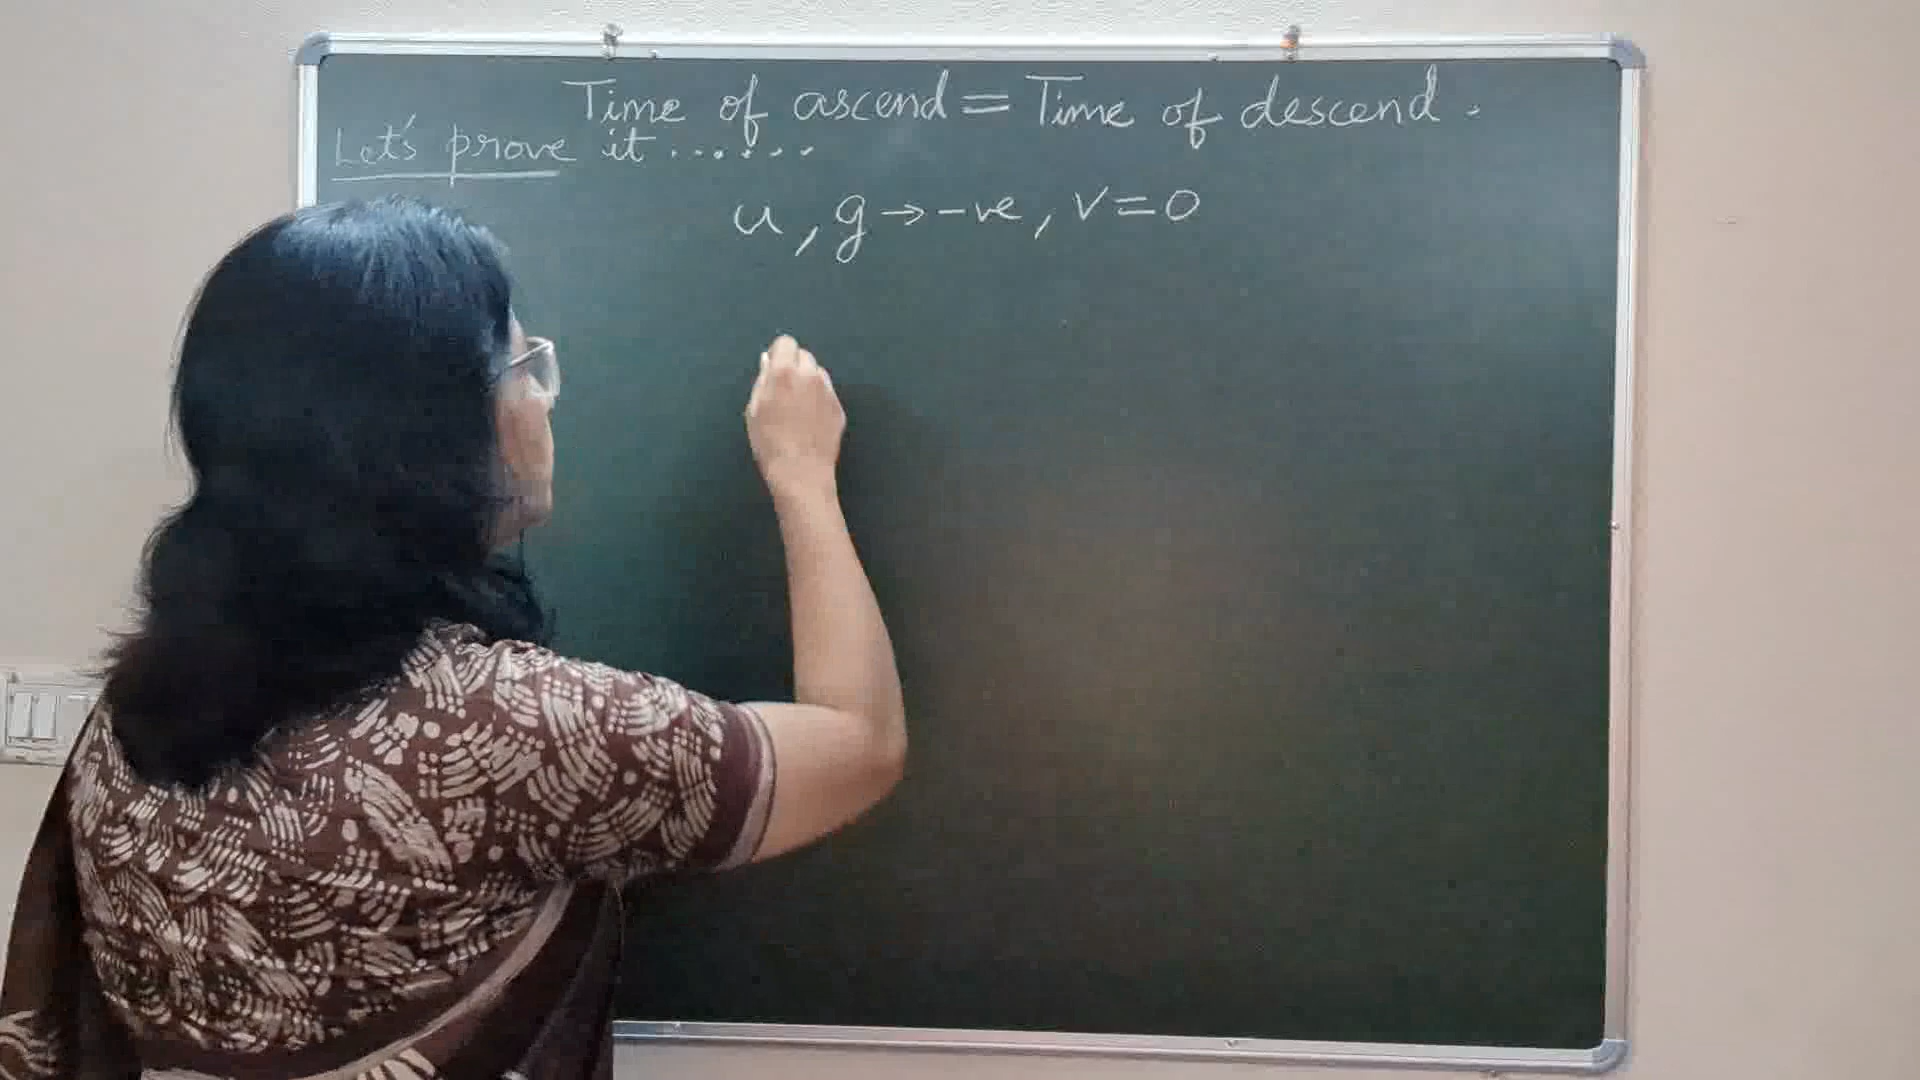 Time of ascend = Time of descend.
Let's prove it.......
u, g → -ve, v = 0